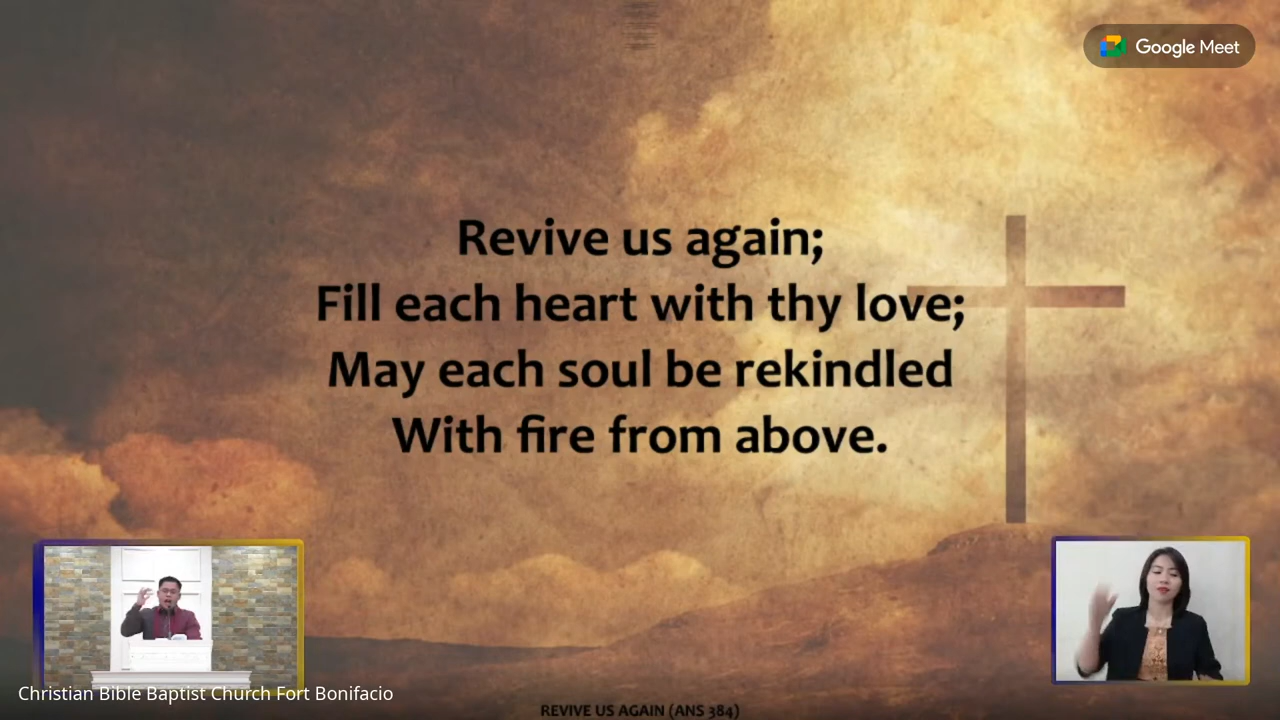 Google Meet
Revive us again;
Fill each heart with thy love;
May each soul be rekindled
With fire from above.
Christian Bible Baptist Church Fort Bonifacio
REVIVE US AGAIN (ANS 384)